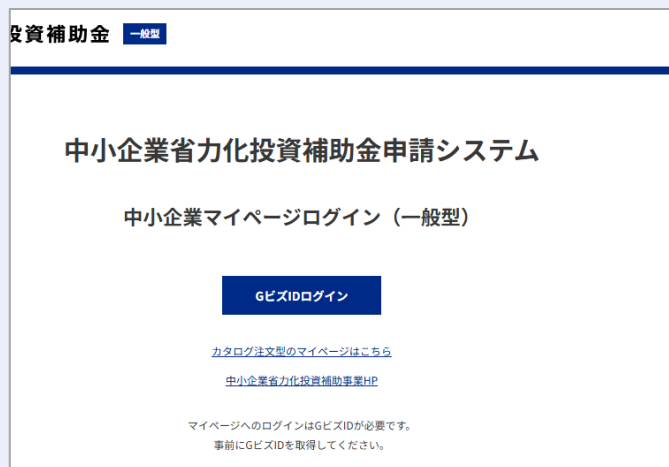 投資補助金 一般型
中小企業省力化投資補助金申請システム
中小企業マイページログイン（一般型）
GビズIDログイン
カタログ注文型のマイページはこちら
中小企業省力化投資補助事業HP
マイページへのログインはGビズIDが必要です。
事前にGビズIDを取得してください。